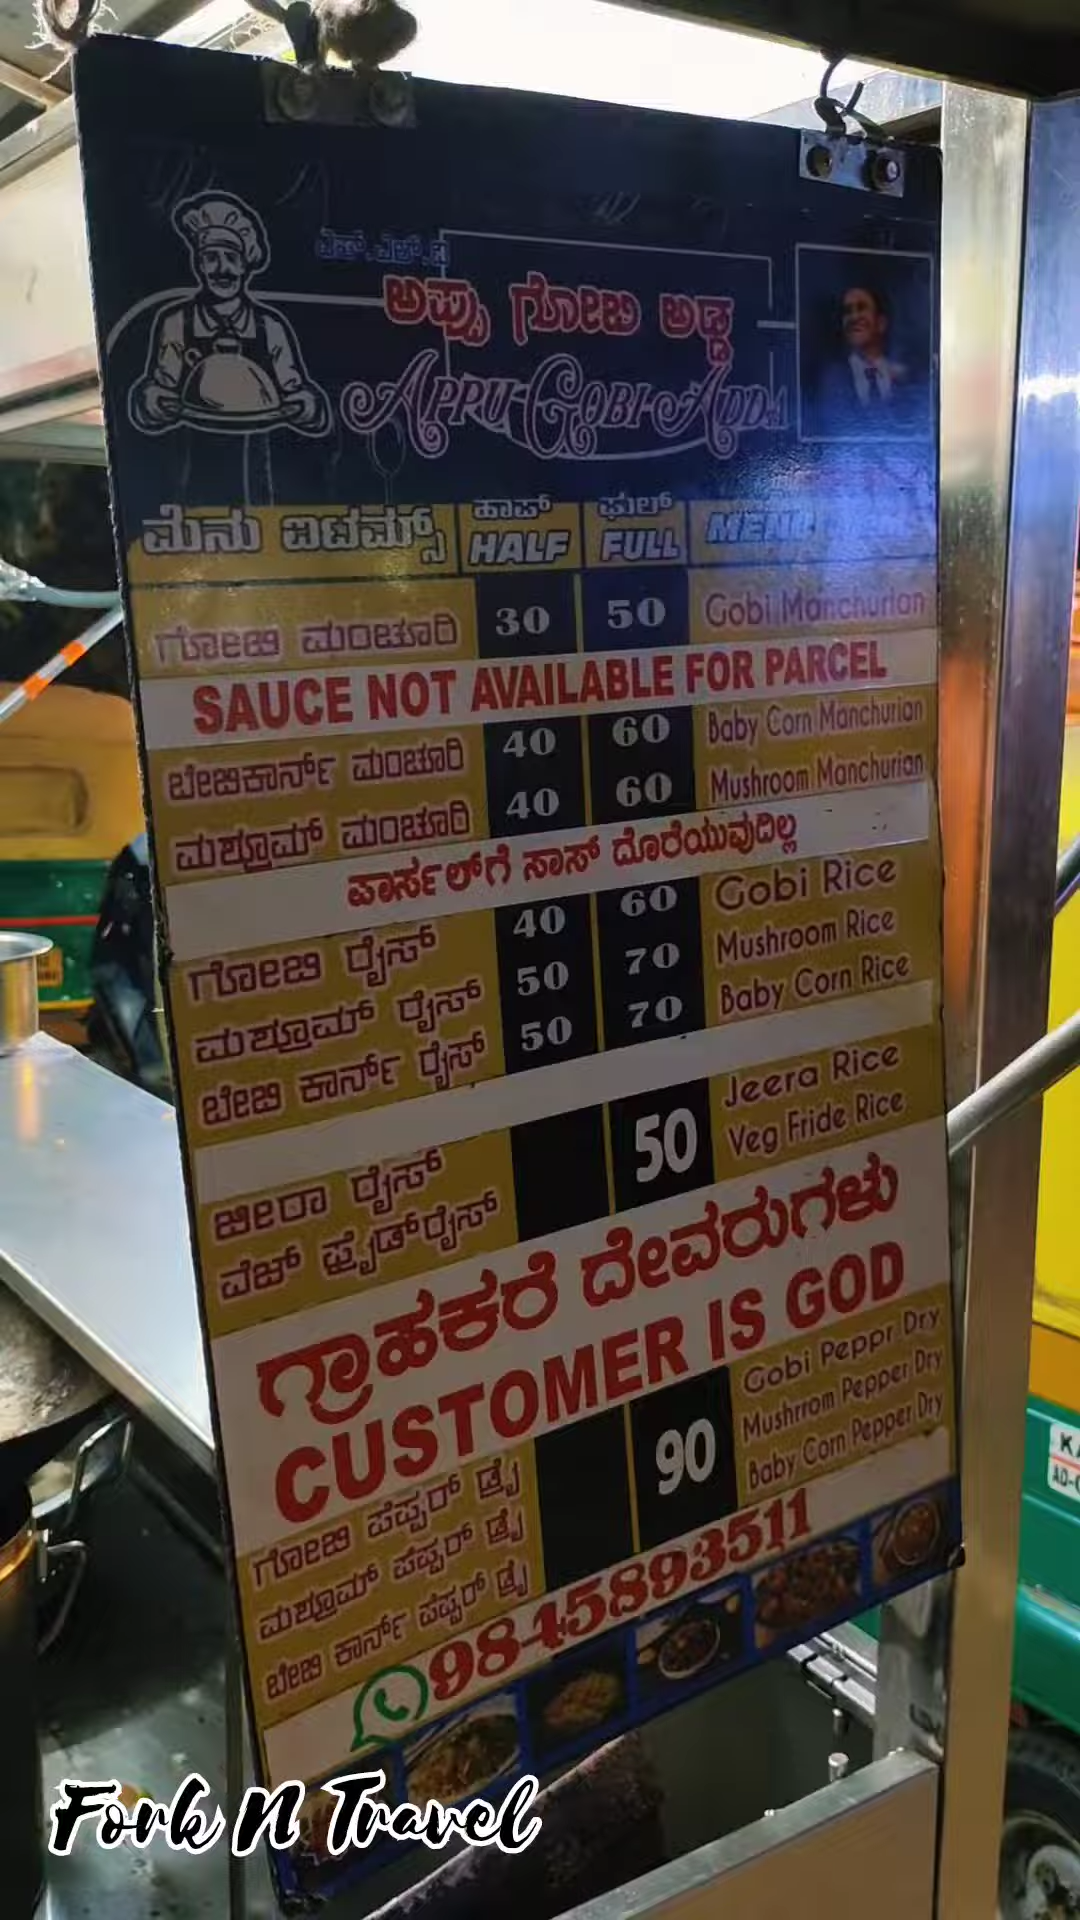 ಅಪ್ಪು ಗೋಬಿ ಅಡ್ಡ
APPU GOBI ADDA
ಮೆನು ಐಟಮ್ಸ್ ಹಾಫ್ HALF ಫುಲ್ FULL MENU
ಗೋಬಿ ಮಂಚೂರಿ 30 50 Gobi Manchurian
SAUCE NOT AVAILABLE FOR PARCEL
ಬೇಬಿಕಾರ್ನ್ ಮಂಚೂರಿ 40 60 Baby Corn Manchurian
ಮಶ್ರೂಮ್ ಮಂಚೂರಿ 40 60 Mushroom Manchurian
ಪಾರ್ಸಲ್‌ಗೆ ಸಾಸ್ ದೊರೆಯುವುದಿಲ್ಲ
ಗೋಬಿ ರೈಸ್ 40 60 Gobi Rice
ಮಶ್ರೂಮ್ ರೈಸ್ 50 70 Mushroom Rice
ಬೇಬಿ ಕಾರ್ನ್ ರೈಸ್ 50 70 Baby Corn Rice
ಜೀರಾ ರೈಸ್ 50 Jeera Rice
ವೆಜ್ ಫ್ರೈಡ್‌ರೈಸ್ Veg Fride Rice
ಗ್ರಾಹಕರೆ ದೇವರುಗಳು
CUSTOMER IS GOD
ಗೋಬಿ ಪೆಪ್ಪರ್ ಡ್ರೈ 90 Gobi Peppr Dry
ಮಶ್ರೂಮ್ ಪೆಪ್ಪರ್ ಡ್ರೈ Mushrrom Pepper Dry
ಬೇಬಿ ಕಾರ್ನ್ ಪೆಪ್ಪರ್ ಡ್ರೈ Baby Corn Pepper Dry
9845893511
Fork N Travel